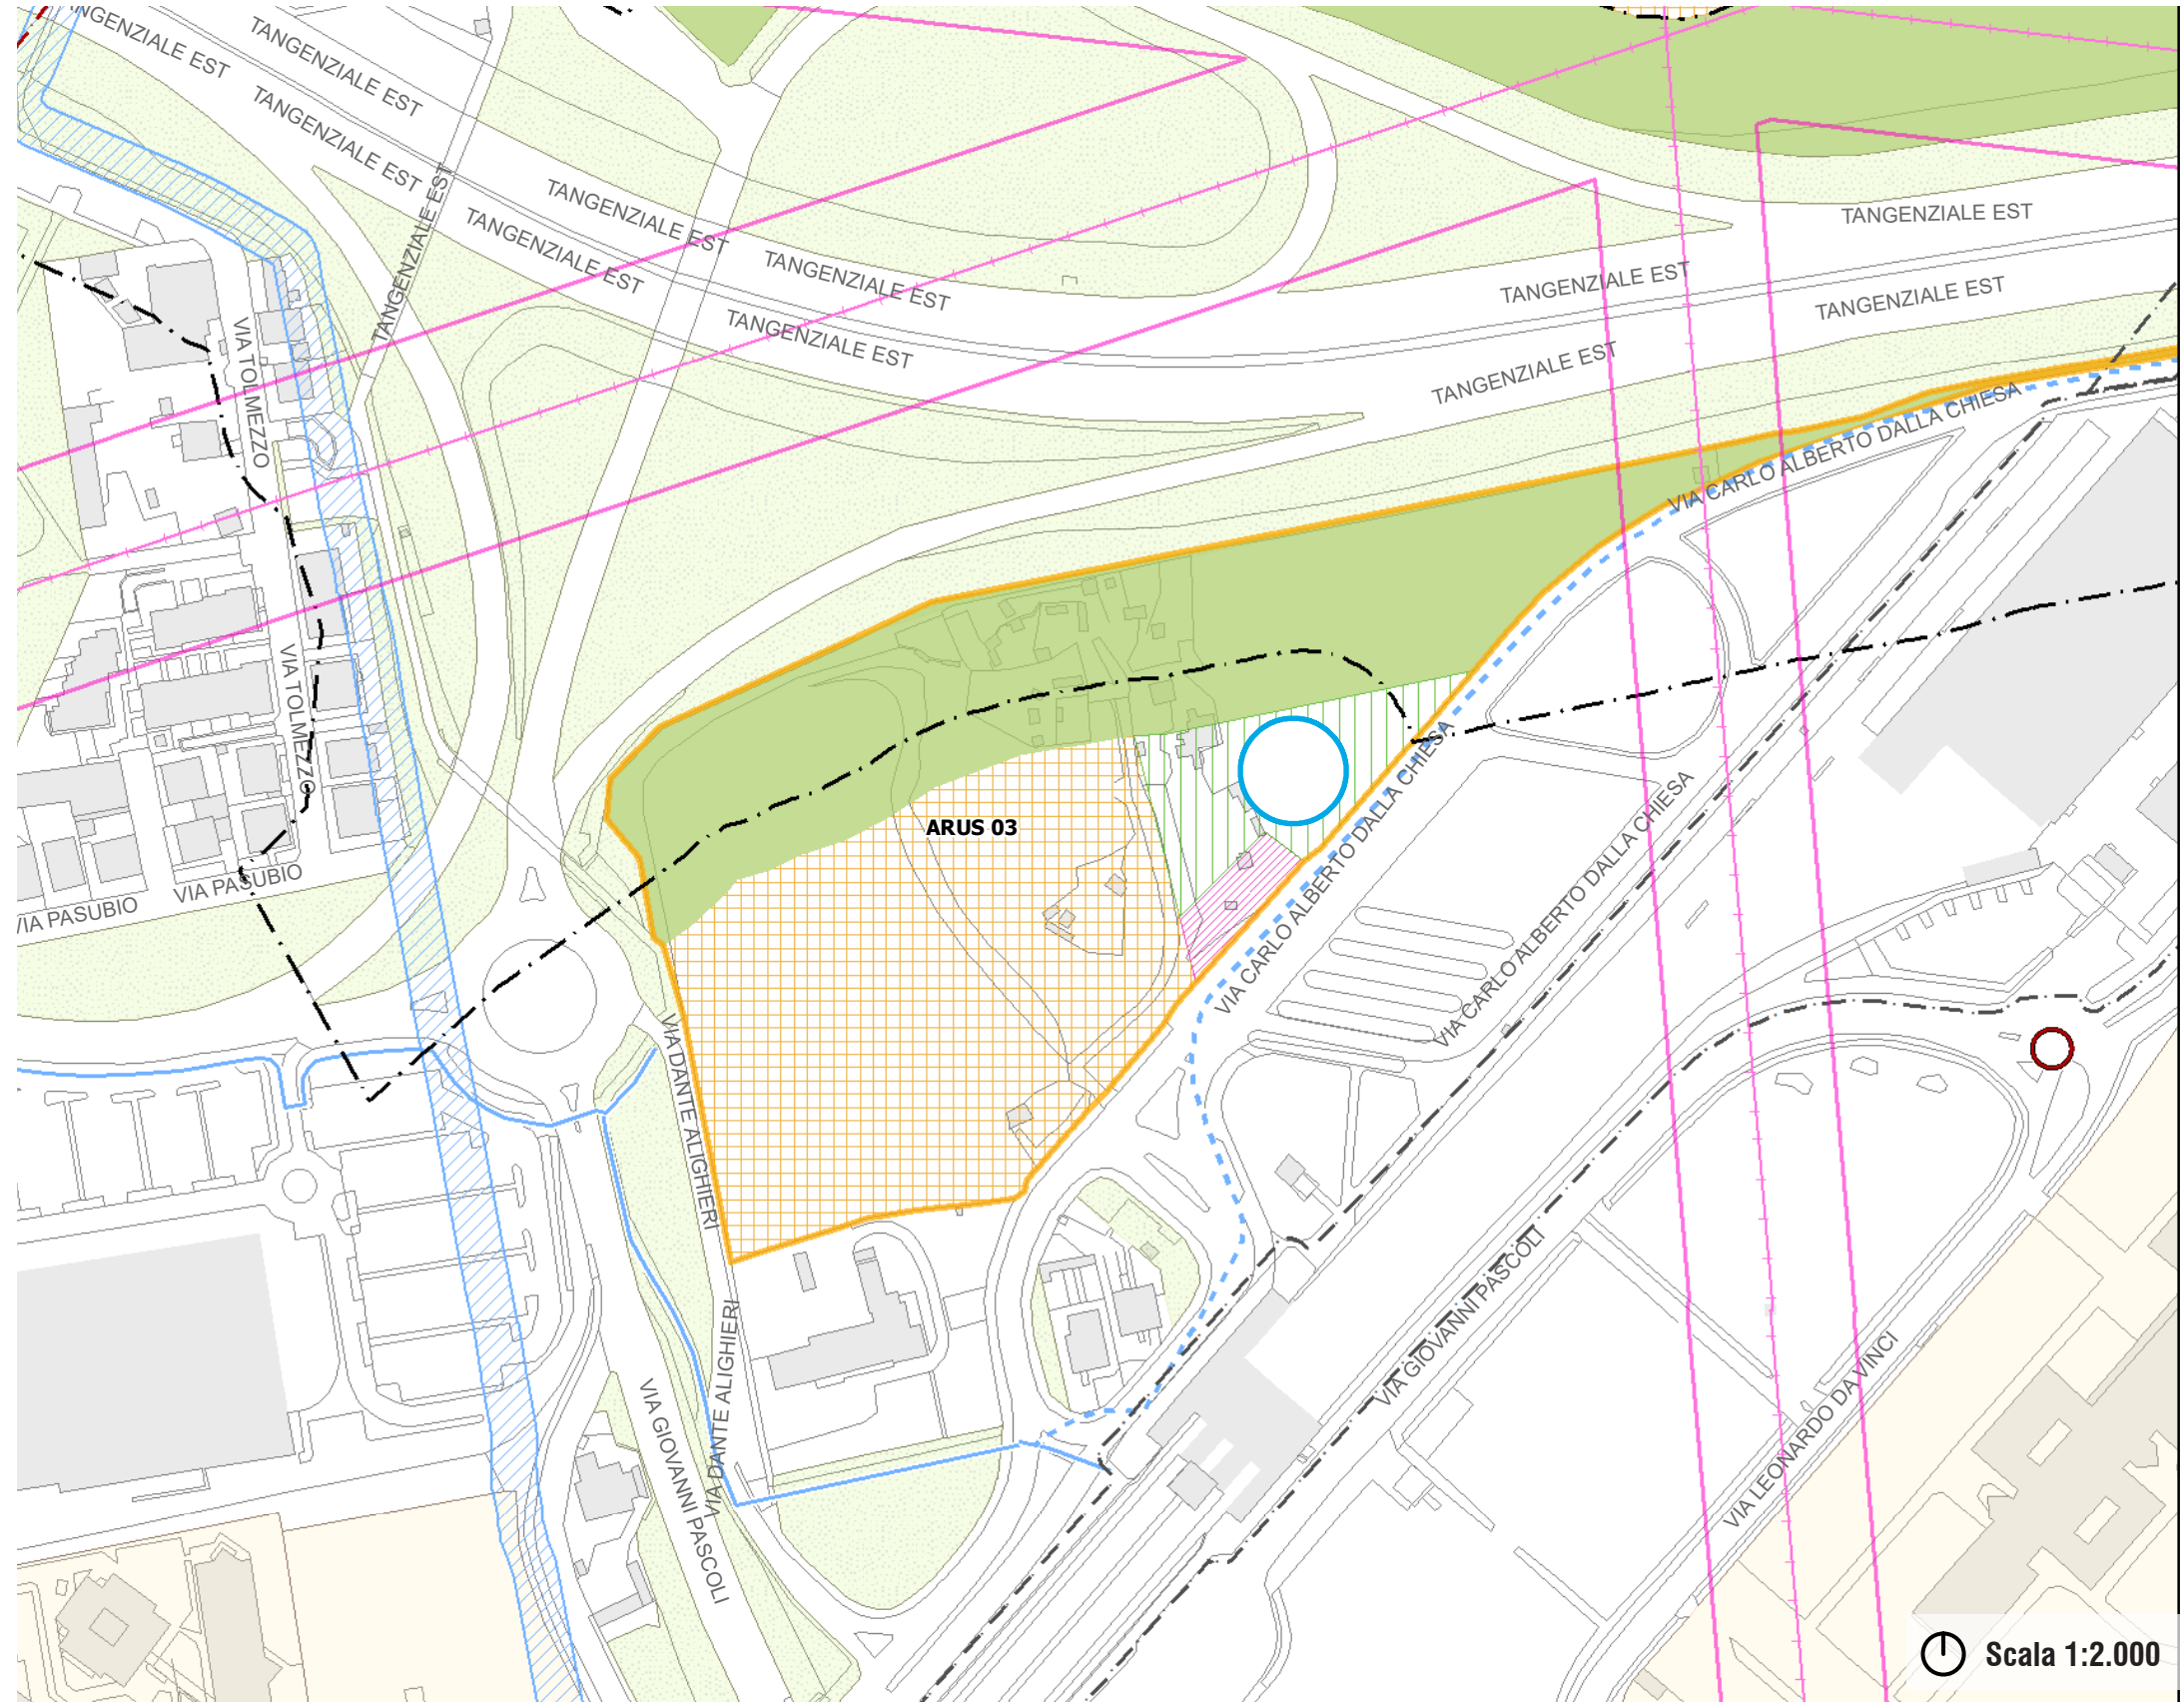 TANGENZIALE EST
TANGENZIALE EST
TANGENZIALE EST
TANGENZIALE EST
TANGENZIALE EST
TANGENZIALE EST
TANGENZIALE EST
TANGENZIALE EST
TANGENZIALE EST
TANGENZIALE EST
TANGENZIALE EST
TANGENZIALE EST
TANGENZIALE EST
VIA TOLMEZZO
VIA TOLMEZZO
VIA CARLO ALBERTO DALLA CHIESA
VIA CARLO ALBERTO DALLA CHIESA
VIA CARLO ALBERTO DALLA CHIESA
ARUS 03
VIA PASUBIO
VIA PASUBIO
VIA DANTE ALIGHIERI
VIA DANTE ALIGHIERI
VIA GIOVANNI PASCOLI
VIA GIOVANNI PASCOLI
VIA LEONARDO DA VINCI
Scala 1:2.000